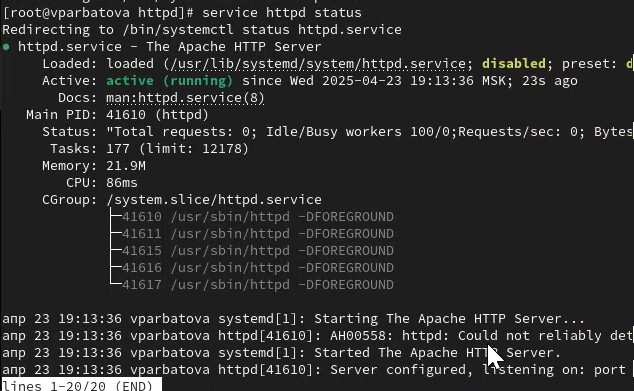 [root@vparbatova httpd]# service httpd status
Redirecting to /bin/systemctl status httpd.service
● httpd.service - The Apache HTTP Server
Loaded: loaded (/usr/lib/systemd/system/httpd.service; disabled; preset: d
Active: active (running) since Wed 2025-04-23 19:13:36 MSK; 23s ago
Docs: man:httpd.service(8)
Main PID: 41610 (httpd)
Status: "Total requests: 0; Idle/Busy workers 100/0;Requests/sec: 0; Bytes
Tasks: 177 (limit: 12178)
Memory: 21.9M
CPU: 86ms
CGroup: /system.slice/httpd.service
├─41610 /usr/sbin/httpd -DFOREGROUND
├─41611 /usr/sbin/httpd -DFOREGROUND
├─41615 /usr/sbin/httpd -DFOREGROUND
├─41616 /usr/sbin/httpd -DFOREGROUND
└─41617 /usr/sbin/httpd -DFOREGROUND
апр 23 19:13:36 vparbatova systemd[1]: Starting The Apache HTTP Server...
апр 23 19:13:36 vparbatova httpd[41610]: AH00558: httpd: Could not reliably det
апр 23 19:13:36 vparbatova systemd[1]: Started The Apache HTTP Server.
апр 23 19:13:36 vparbatova httpd[41610]: Server configured, listening on: port
lines 1-20/20 (END)